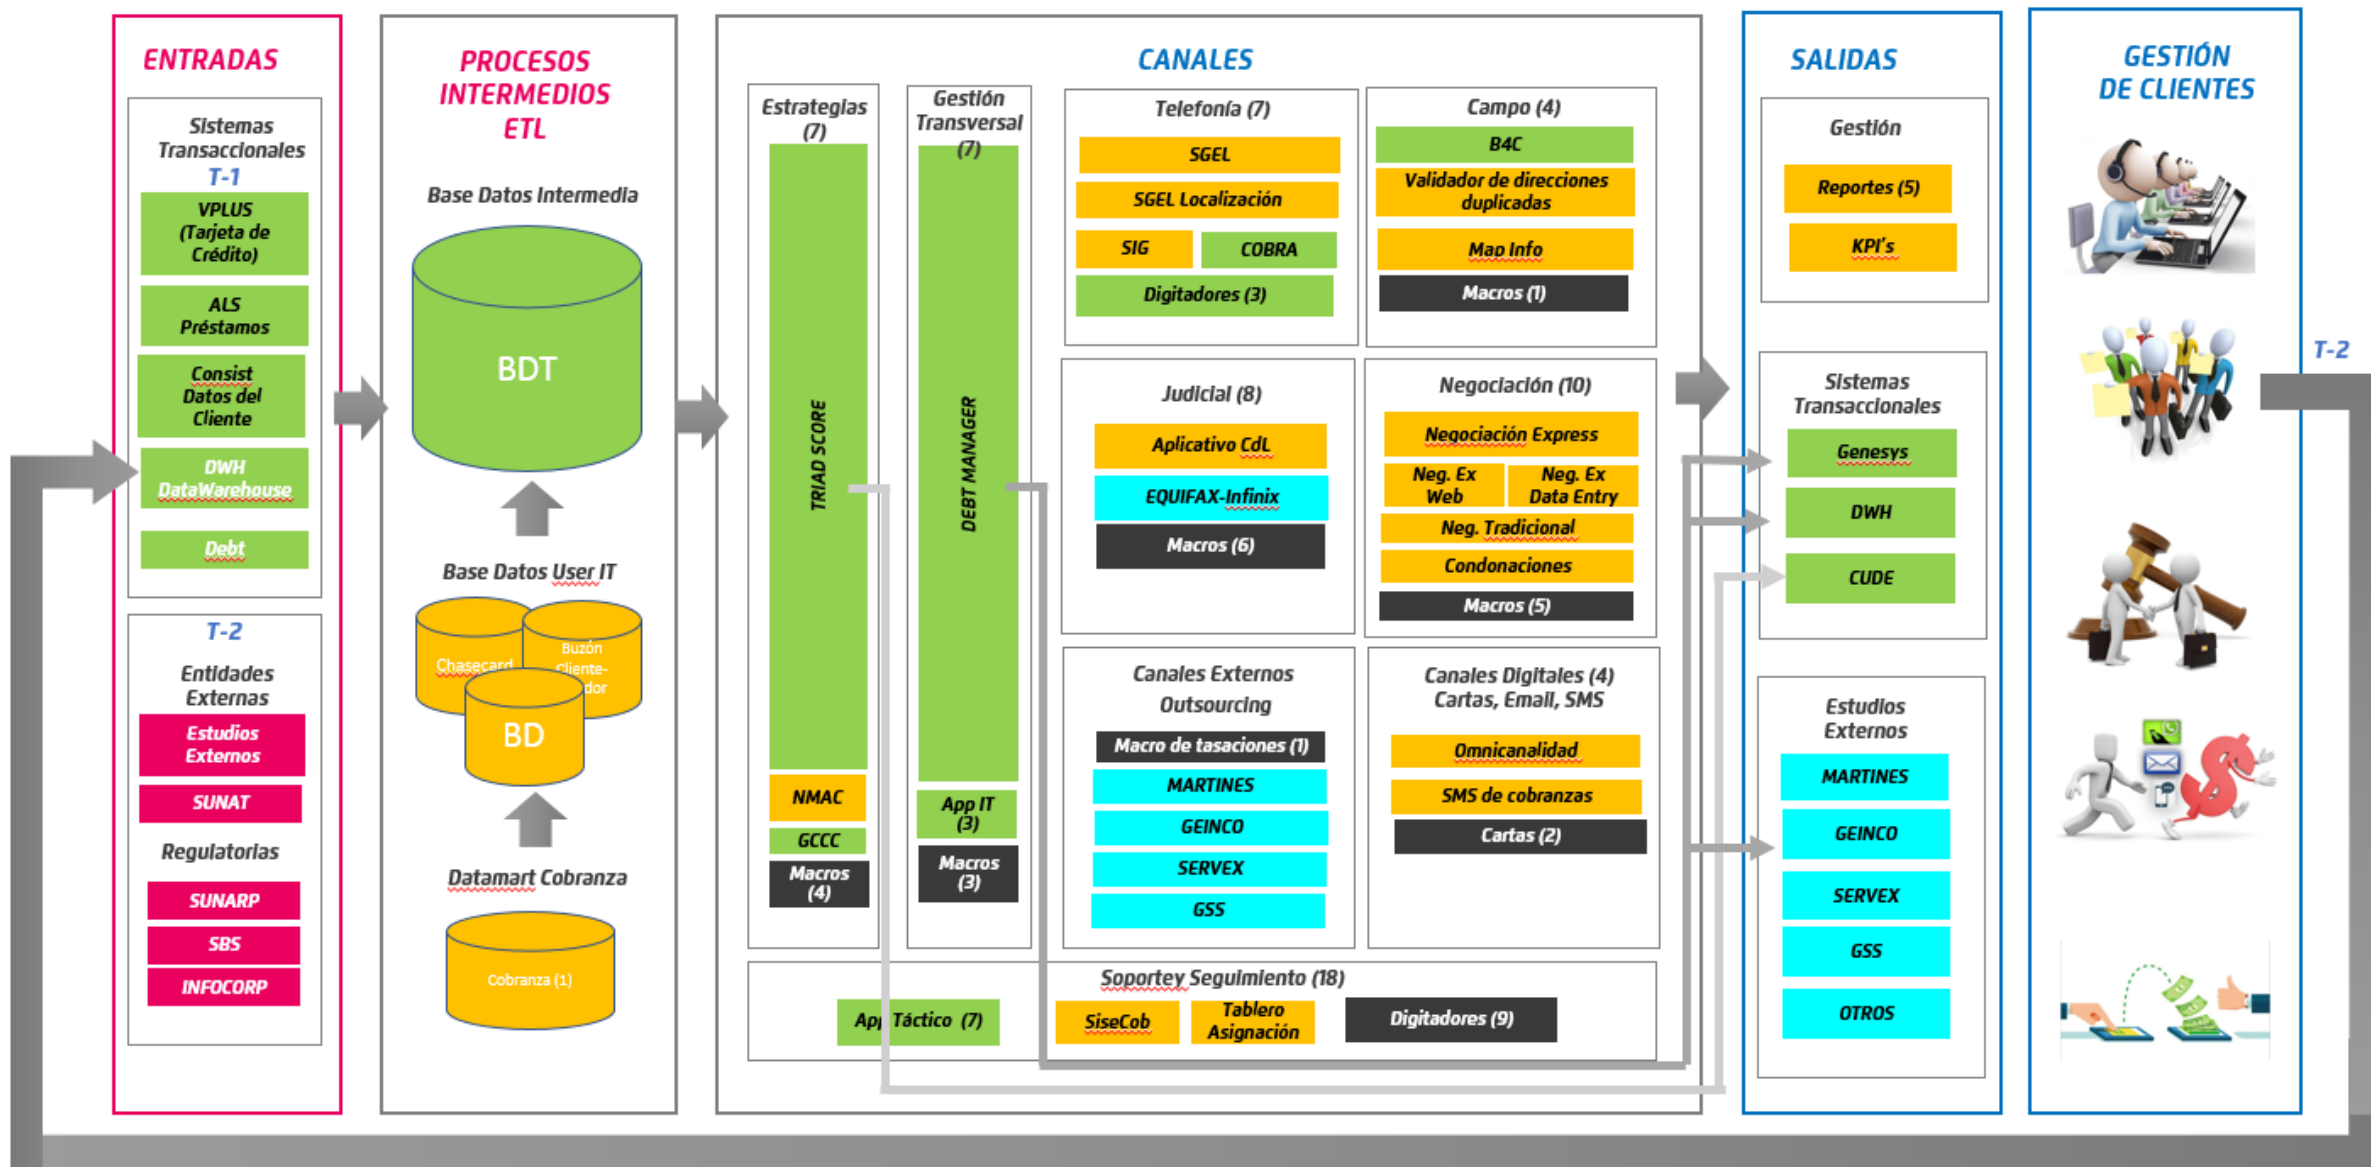 ENTRADAS
Sistemas
Transaccionales
T-1
VPLUS
(Tarjeta de
Crédito)
ALS
Préstamos
Consist
Datos del
Cliente
DWH
DataWarehouse
Debt
T-2
Entidades
Externas
Estudios
Externos
SUNAT
Regulatorias
SUNARP
SBS
INFOCORP
PROCESOS
INTERMEDIOS
ETL
Base Datos Intermedia
BDT
Base Datos User IT
Chasecard
Buzón
Cliente-
dor
BD
Datamart Cobranza
Cobranza (1)
CANALES
Estrategias
(7)
TRIAD SCORE
NMAC
GCCC
Macros
(4)
Gestión
Transversal
(7)
DEBT MANAGER
App IT
(3)
Macros
(3)
Telefonía (7)
SGEL
SGEL Localización
SIG
COBRA
Digitadores (3)
Campo (4)
B4C
Validador de direcciones
duplicadas
Map Info
Macros (1)
Judicial (8)
Aplicativo CdL
EQUIFAX-Infinix
Macros (6)
Negociación (10)
Negociación Express
Neg. Ex
Web
Neg. Ex
Data Entry
Neg. Tradicional
Condonaciones
Macros (5)
Canales Externos
Outsourcing
Macro de tasaciones (1)
MARTINES
GEINCO
SERVEX
GSS
Canales Digitales (4)
Cartas, Email, SMS
Omnicanalidad
SMS de cobranzas
Cartas (2)
Soportey Seguimiento (18)
App Táctico (7)
SiseCob
Tablero
Asignación
Digitadores (9)
SALIDAS
Gestión
Reportes (5)
KPI's
Sistemas
Transaccionales
Genesys
DWH
CUDE
Estudios
Externos
MARTINES
GEINCO
SERVEX
GSS
OTROS
GESTIÓN
DE CLIENTES
T-2